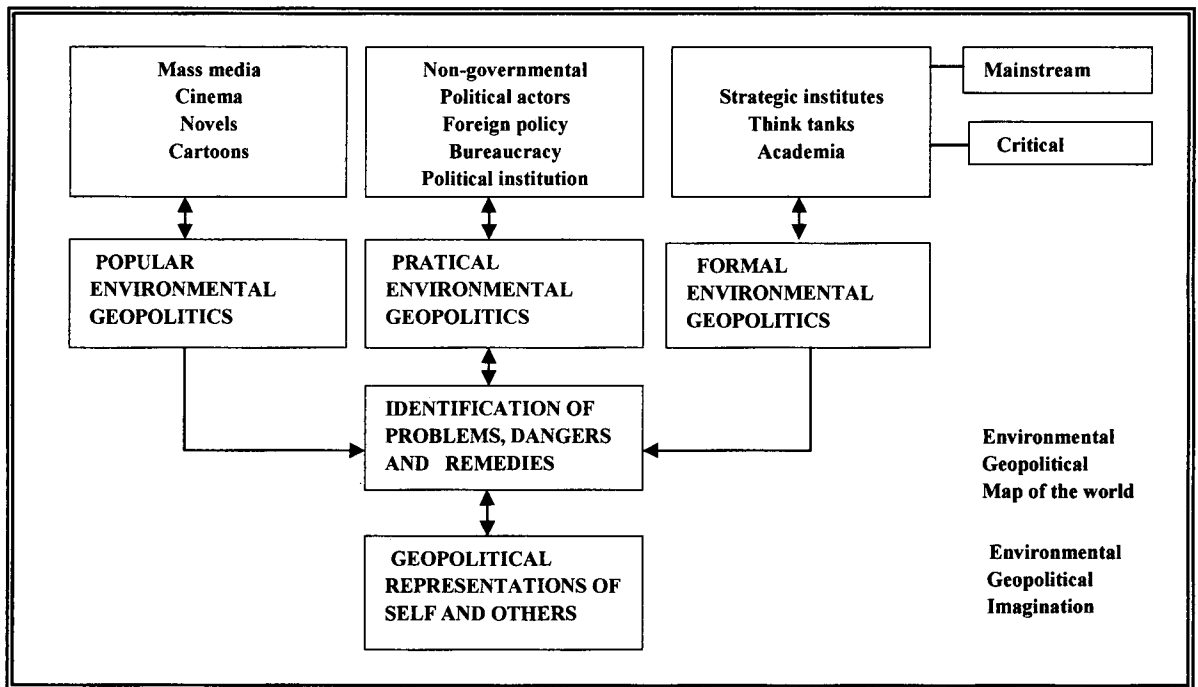 Mass media
Cinema
Novels
Cartoons
Non-governmental
Political actors
Foreign policy
Bureaucracy
Political institution
Strategic institutes
Think tanks
Academia
Mainstream
Critical
POPULAR
ENVIRONMENTAL
GEOPOLITICS
PRATICAL
ENVIRONMENTAL
GEOPOLITICS
FORMAL
ENVIRONMENTAL
GEOPOLITICS
IDENTIFICATION OF
PROBLEMS, DANGERS
AND REMEDIES
GEOPOLITICAL
REPRESENTATIONS OF
SELF AND OTHERS
Environmental
Geopolitical
Map of the world
Environmental
Geopolitical
Imagination